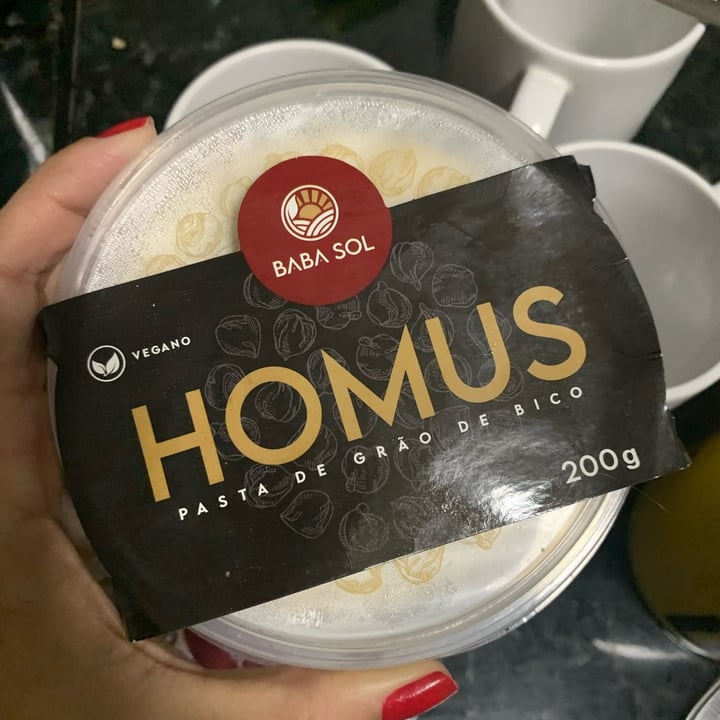 BABA SOL
VEGANO
HOMUS
PASTA DE GRÃO DE BICO
200g